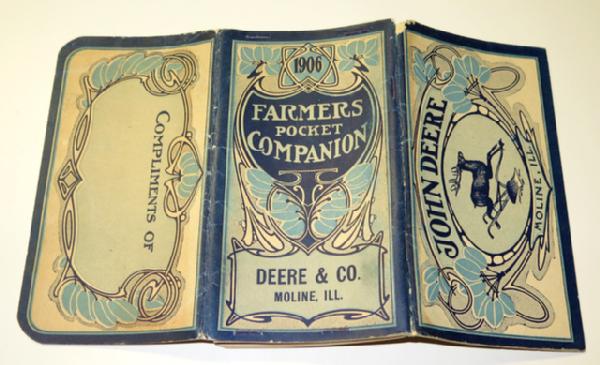 COMPLIMENTS OF
1906
FARMERS
POCKET
COMPANION
DEERE & CO.
MOLINE, ILL.
JOHN DEERE
MOLINE, ILL.